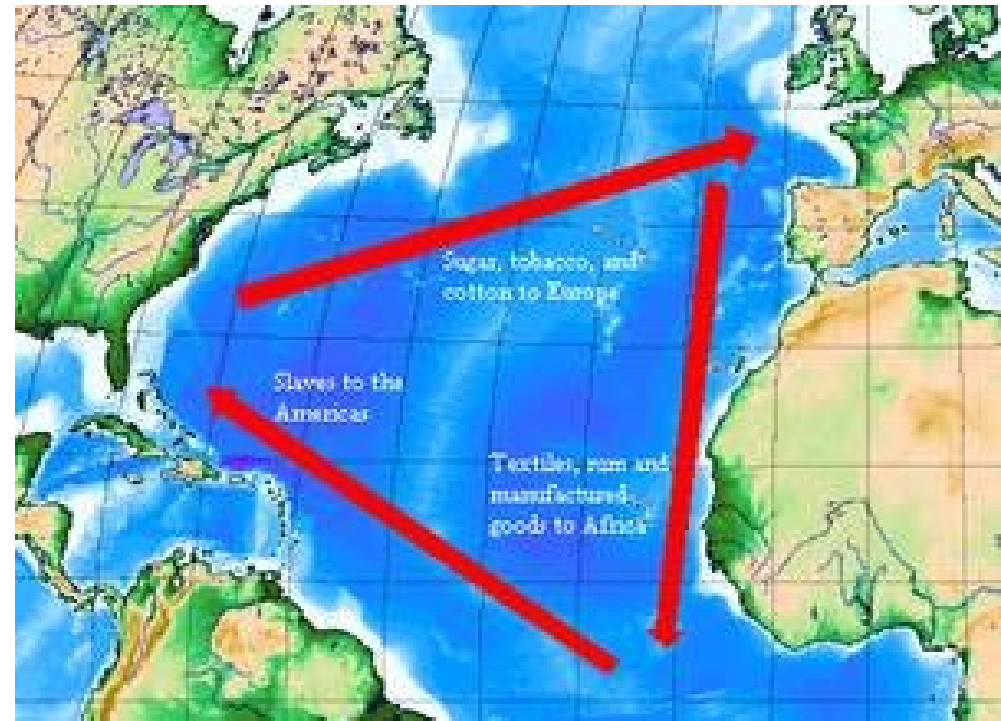 Sugar, tobacco, and
cotton to Europe
Slaves to the
Americas
Textiles, rum and
manufactured
goods to Africa